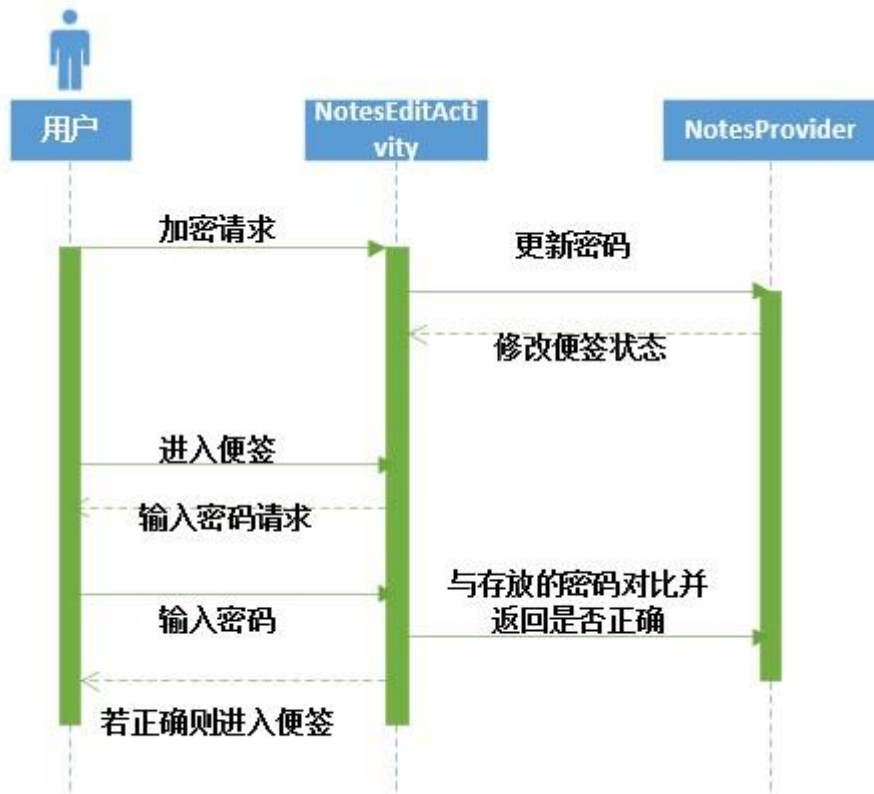 用户
NotesEditActi
vity
NotesProvider
加密请求
更新密码
修改便签状态
进入便签
输入密码请求
与存放的密码对比并
返回是否正确
输入密码
若正确则进入便签